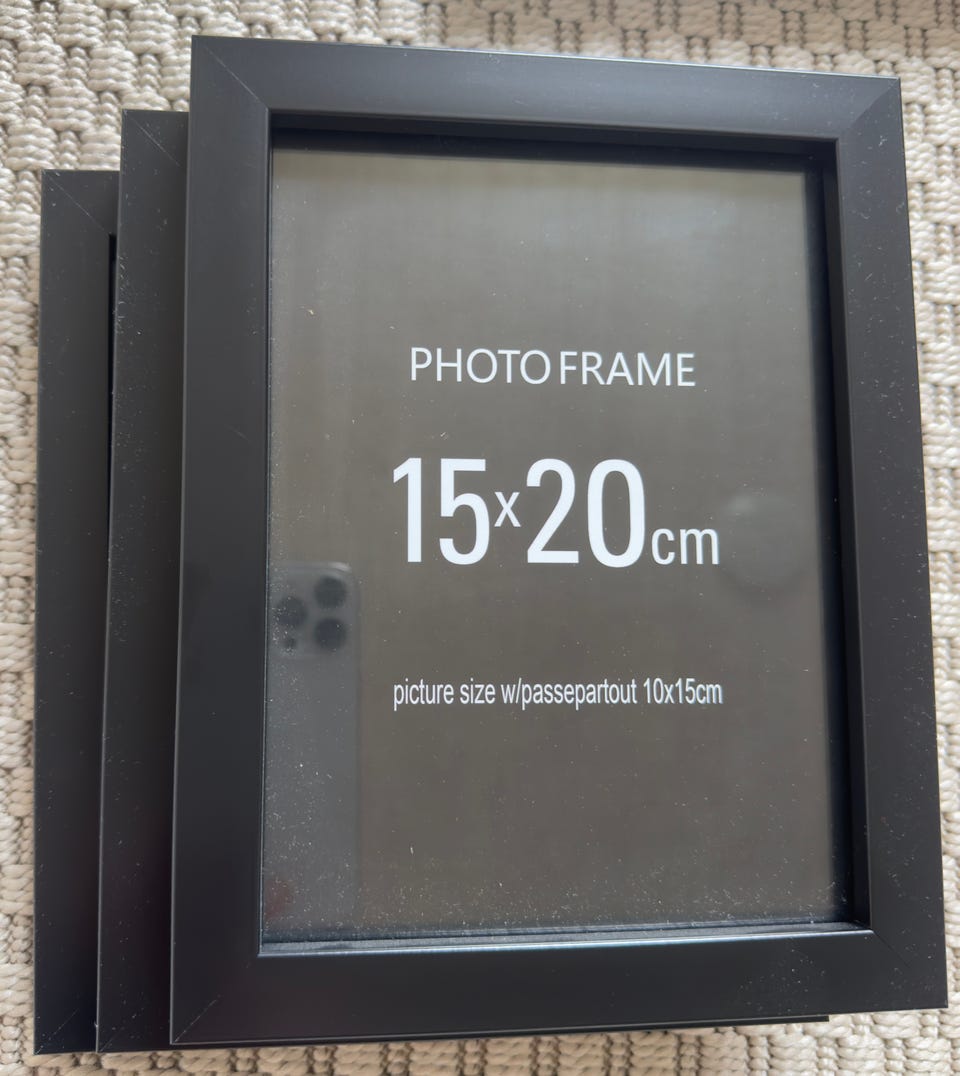 PHOTO FRAME
15x20cm
picture size w/passepartout 10x15cm